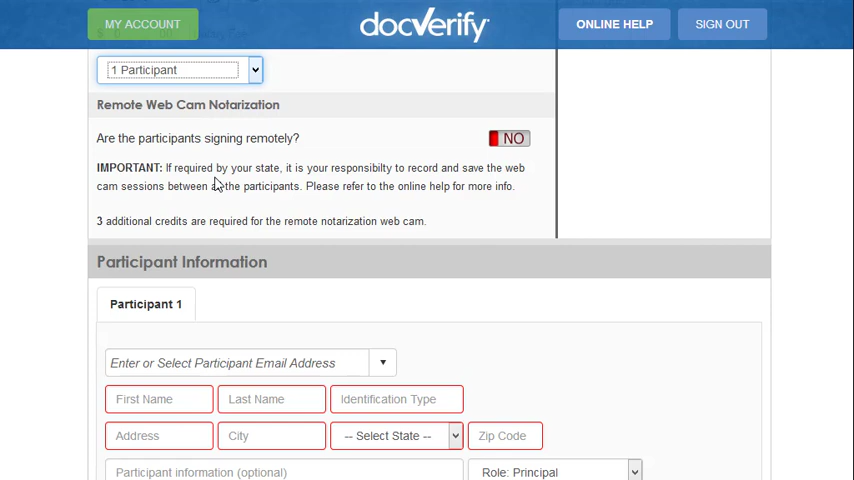 MY ACCOUNT
docVerify
ONLINE HELP
SIGN OUT
1 Participant
Remote Web Cam Notarization
Are the participants signing remotely?
NO
IMPORTANT: If required by your state, it is your responsibilty to record and save the web
cam sessions between the participants. Please refer to the online help for more info.
3 additional credits are required for the remote notarization web cam.
Participant Information
Participant 1
Enter or Select Participant Email Address
First Name
Last Name
Identification Type
Address
City
-- Select State --
Zip Code
Participant information (optional)
Role: Principal